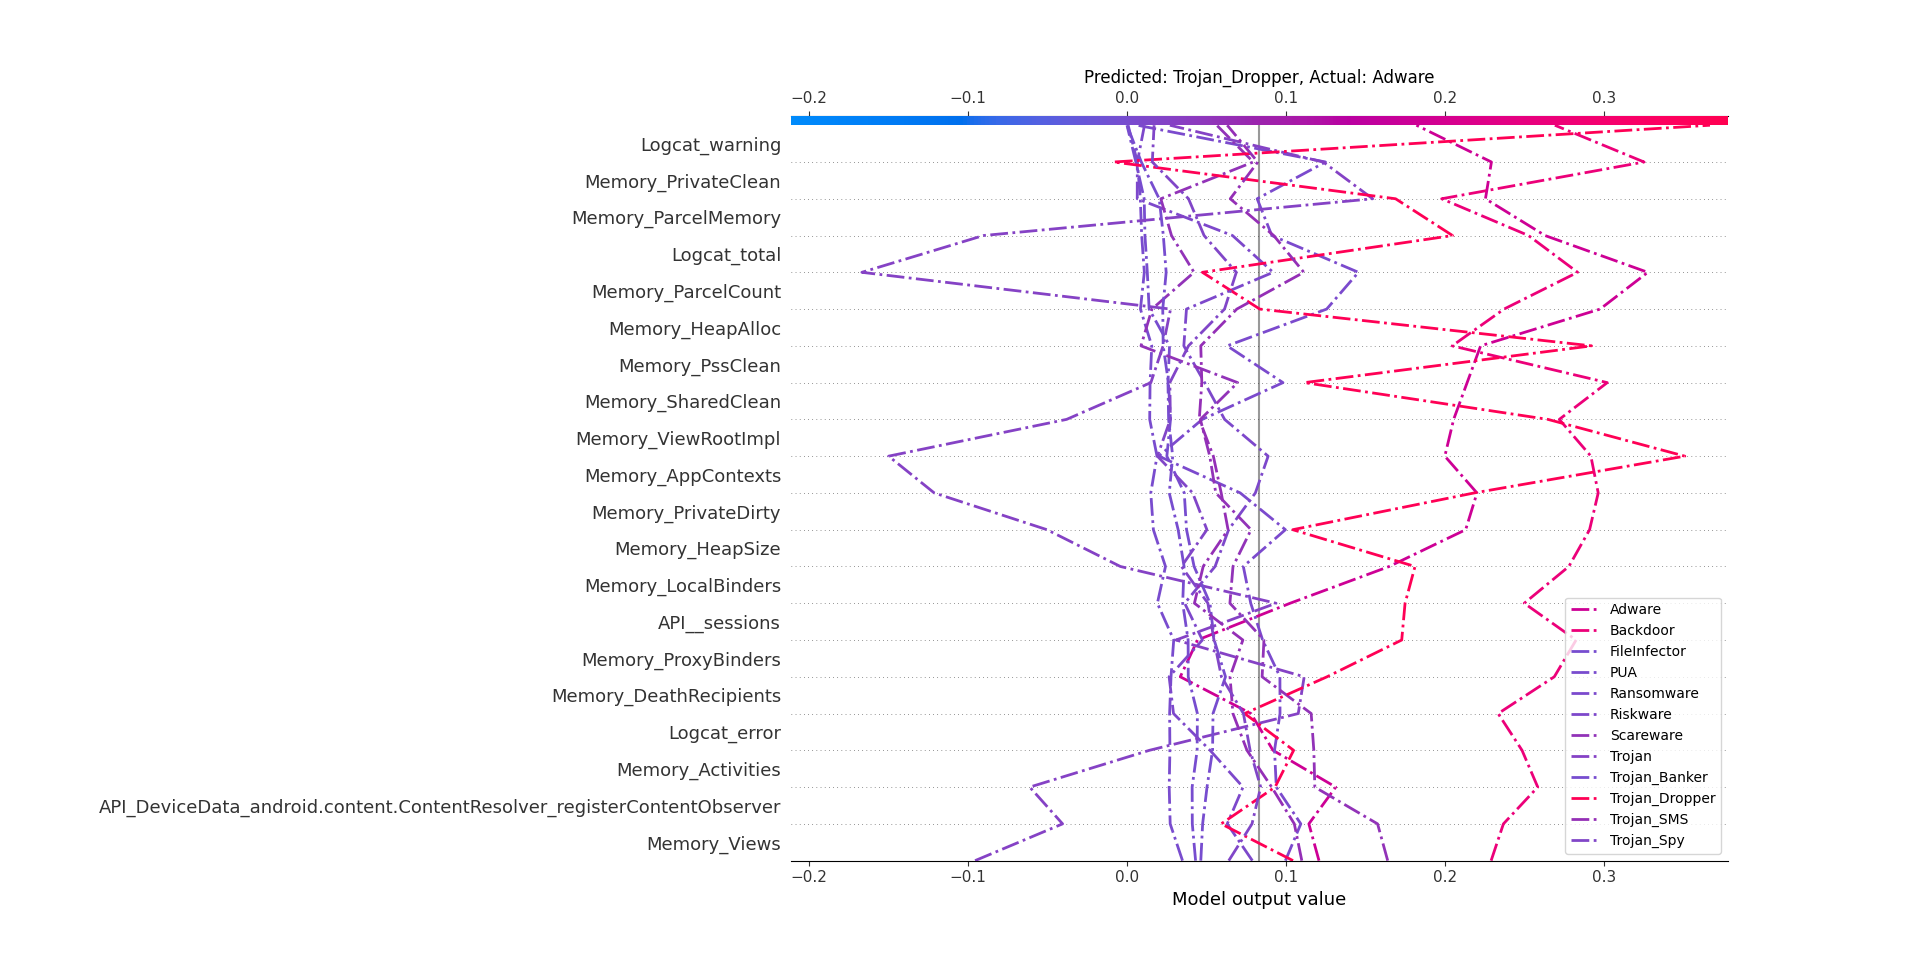 Predicted: Trojan_Dropper, Actual: Adware
−0.2 −0.1 0.0 0.1 0.2 0.3
Logcat_warning
Memory_PrivateClean
Memory_ParcelMemory
Logcat_total
Memory_ParcelCount
Memory_HeapAlloc
Memory_PssClean
Memory_SharedClean
Memory_ViewRootImpl
Memory_AppContexts
Memory_PrivateDirty
Memory_HeapSize
Memory_LocalBinders
API__sessions
Memory_ProxyBinders
Memory_DeathRecipients
Logcat_error
Memory_Activities
API_DeviceData_android.content.ContentResolver_registerContentObserver
Memory_Views
Adware
Backdoor
FileInfector
PUA
Ransomware
Riskware
Scareware
Trojan
Trojan_Banker
Trojan_Dropper
Trojan_SMS
Trojan_Spy
−0.2 −0.1 0.0 0.1 0.2 0.3
Model output value